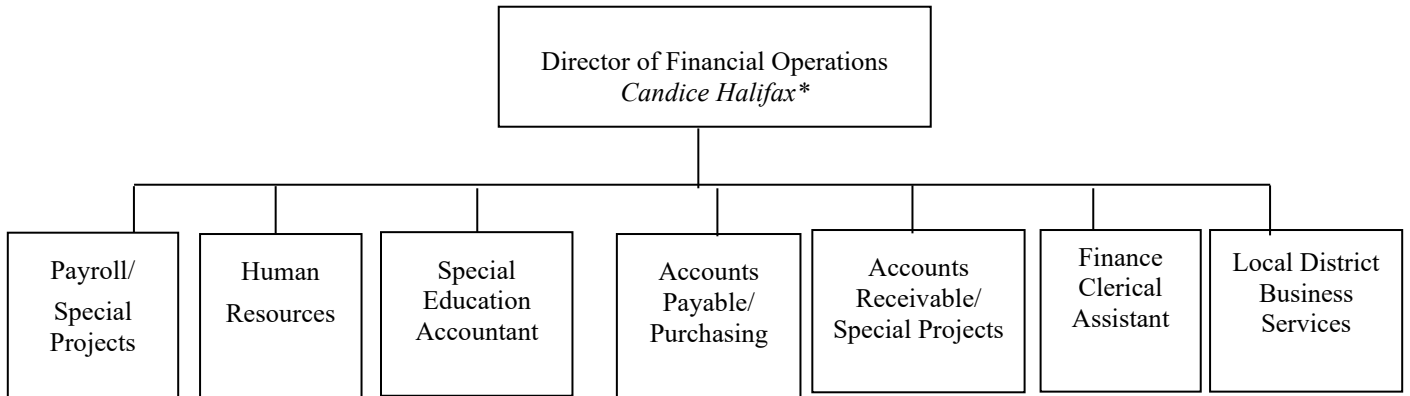 Director of Financial Operations
Candice Halifax*
Payroll/
Special
Projects
Human
Resources
Special
Education
Accountant
Accounts
Payable/
Purchasing
Accounts
Receivable/
Special Projects
Finance
Clerical
Assistant
Local District
Business
Services